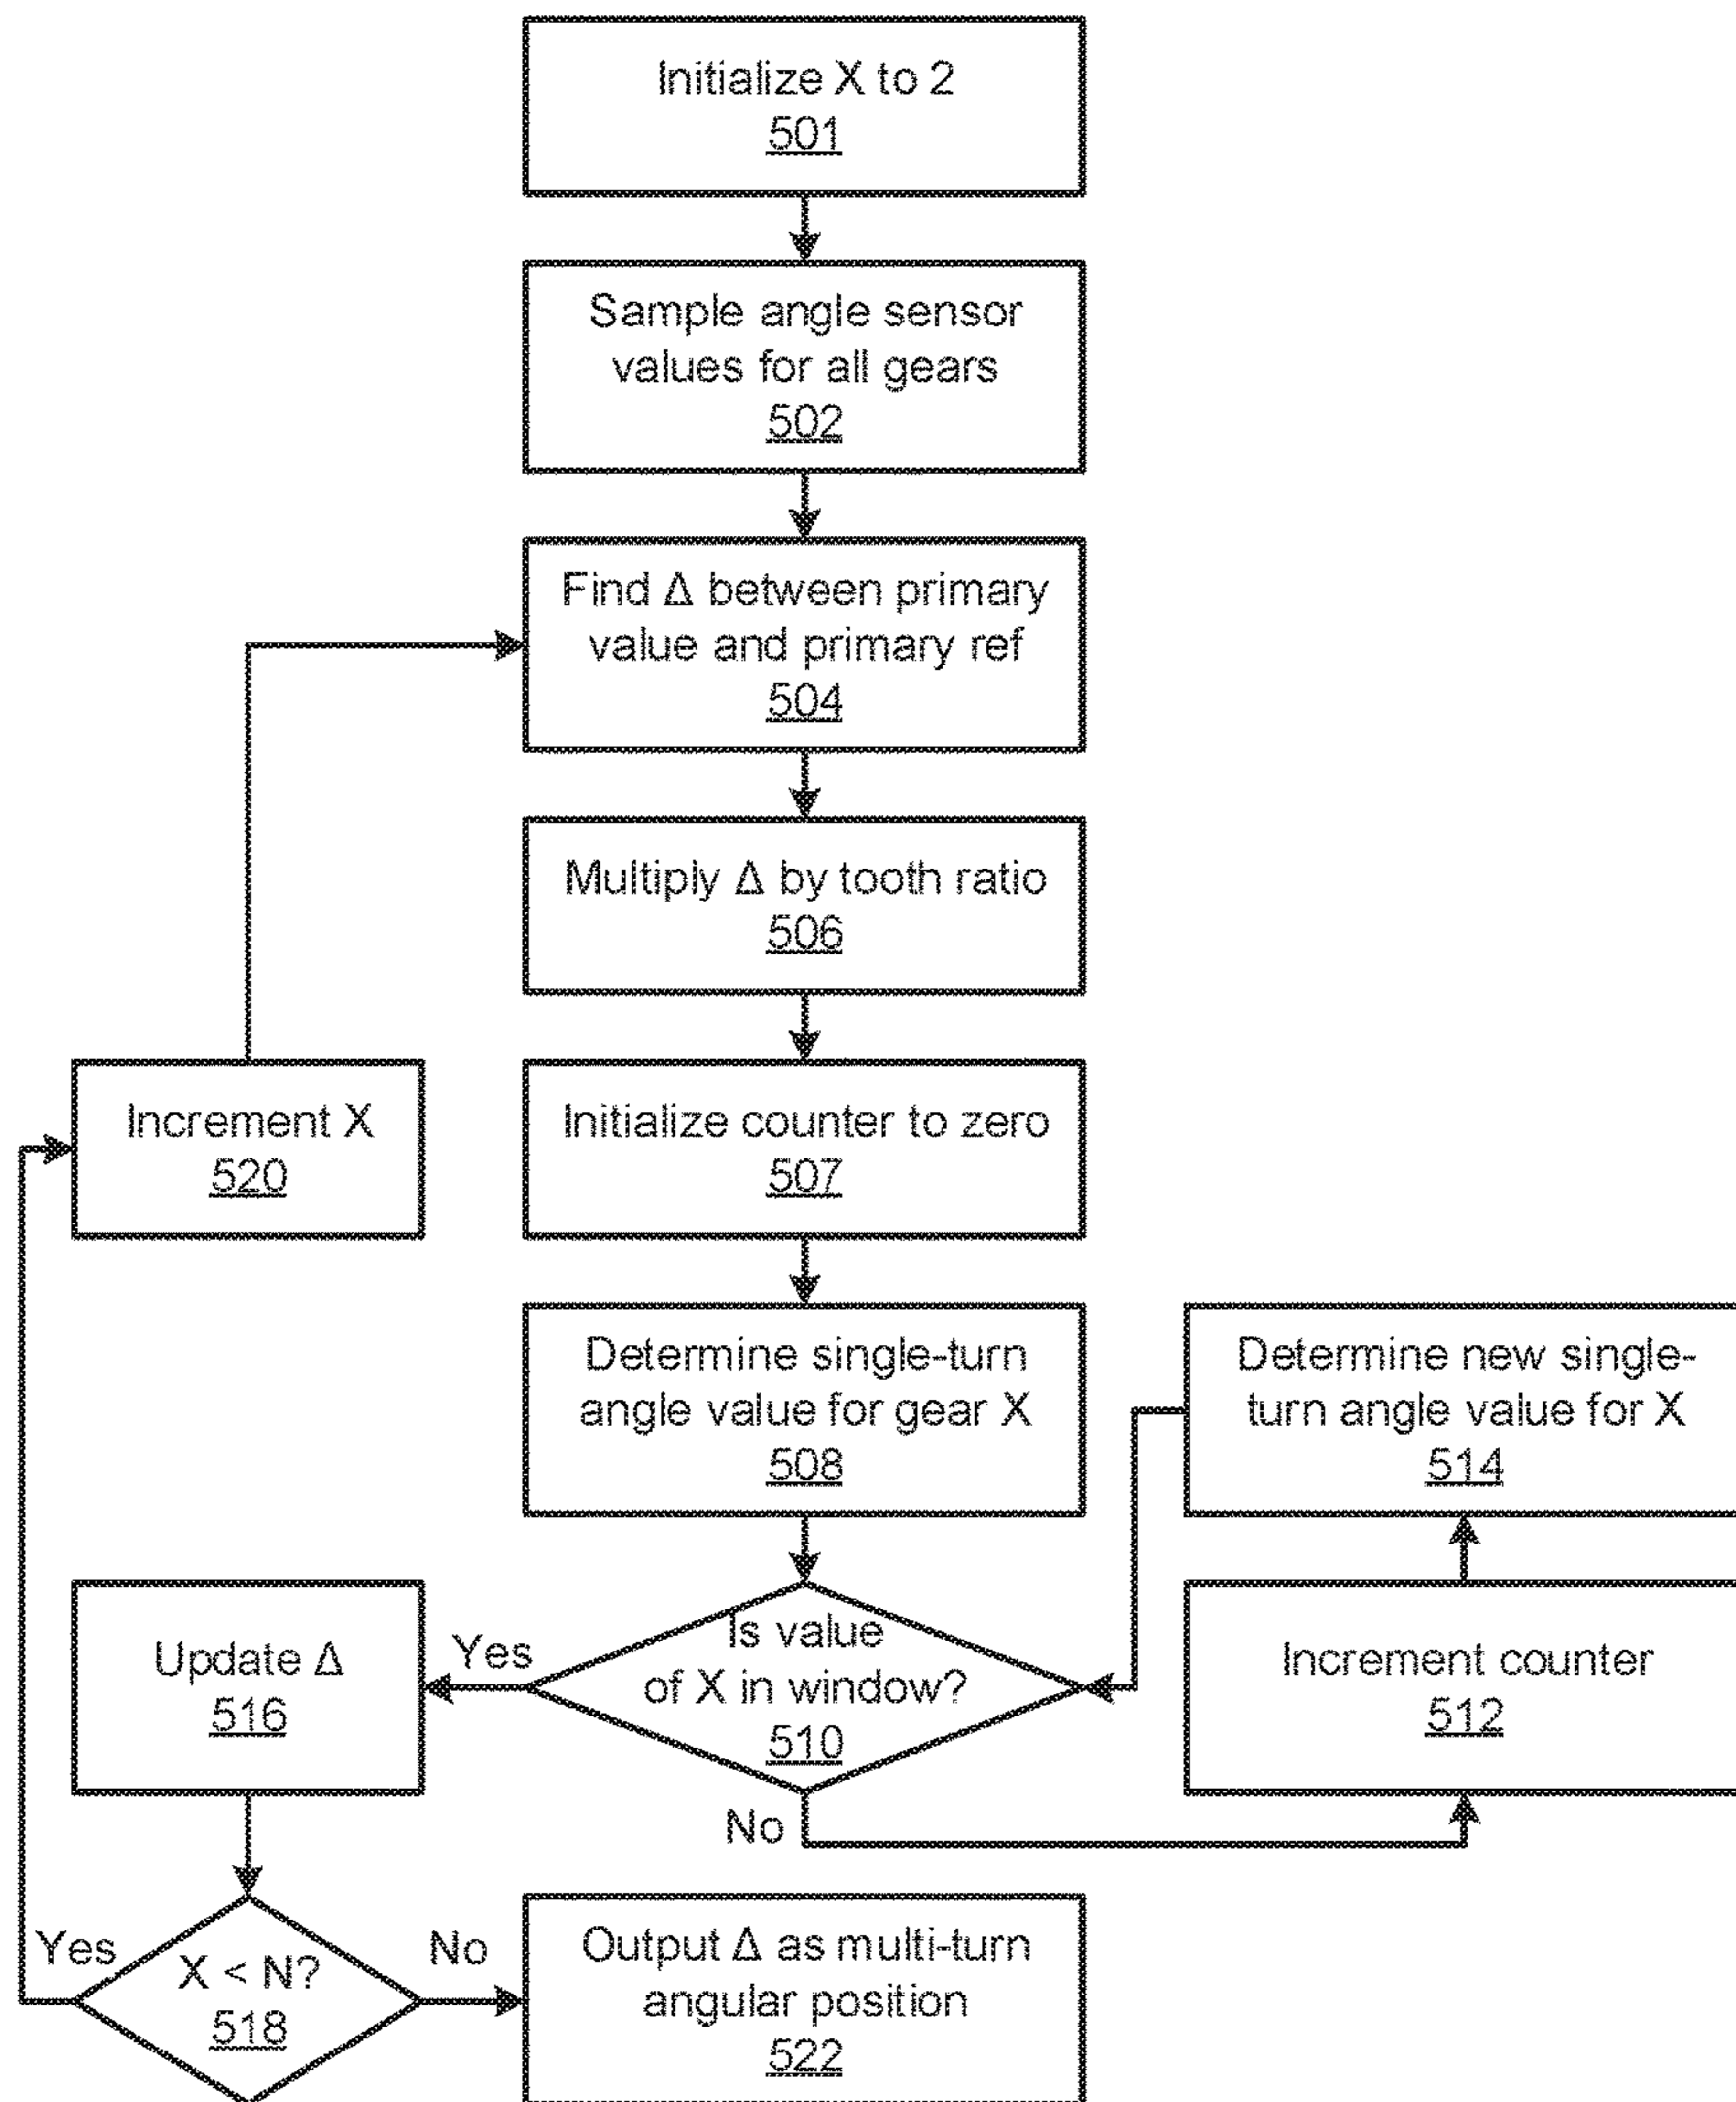 Initialize X to 2
501
Sample angle sensor
values for all gears
502
Find Δ between primary
value and primary ref
504
Multiply Δ by tooth ratio
506
Increment X
520
Initialize counter to zero
507
Determine single-turn
angle value for gear X
508
Determine new single-
turn angle value for X
514
Update Δ
516
Yes
Is value
of X in window?
510
Increment counter
512
No
Yes
X < N?
518
No
Output Δ as multi-turn
angular position
522